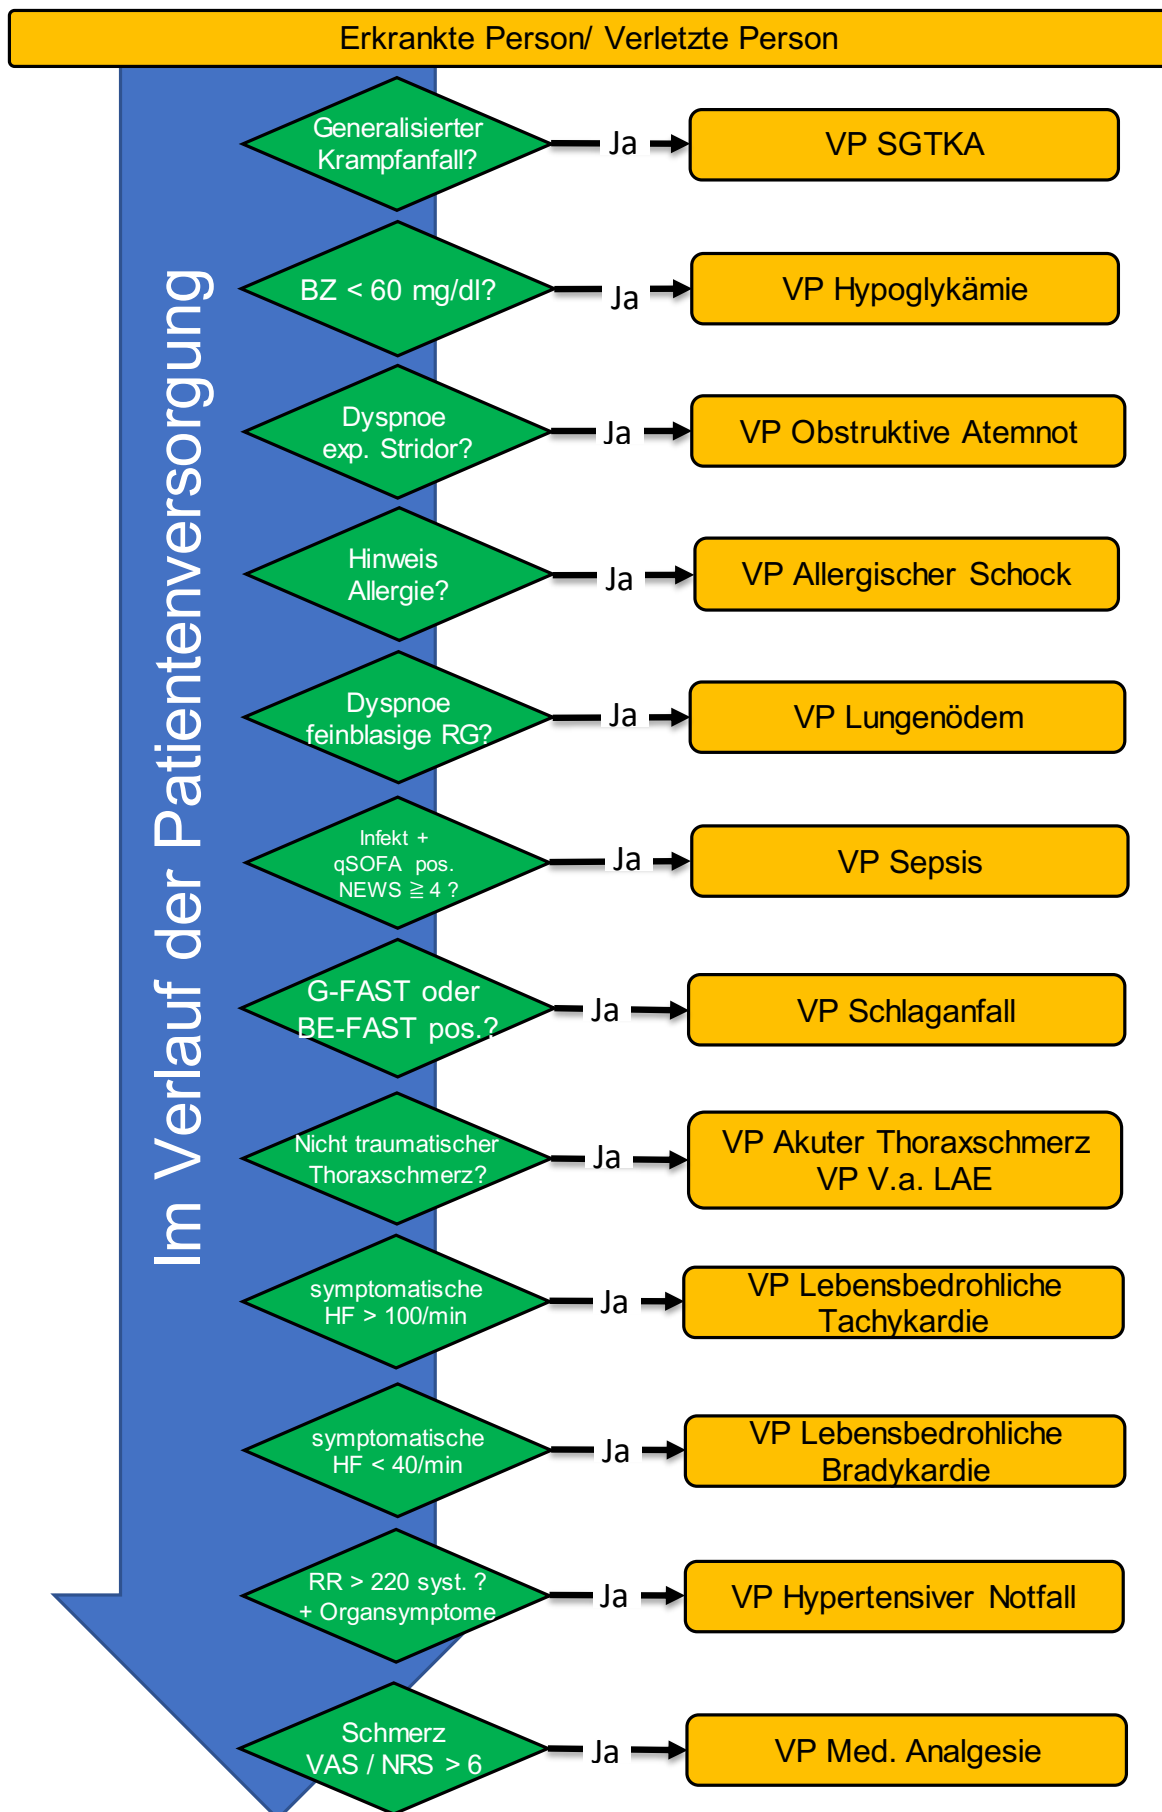 Erkrankte Person/ Verletzte Person
Im Verlauf der Patientenversorgung
Generalisierter
Krampfanfall?
Ja
VP SGTKA
BZ < 60 mg/dl?
Ja
VP Hypoglykämie
Dyspnoe
exp. Stridor?
Ja
VP Obstruktive Atemnot
Hinweis
Allergie?
Ja
VP Allergischer Schock
Dyspnoe
feinblasige RG?
Ja
VP Lungenödem
Infekt +
qSOFA pos.
NEWS ≧ 4 ?
Ja
VP Sepsis
G-FAST oder
BE-FAST pos.?
Ja
VP Schlaganfall
Nicht traumatischer
Thoraxschmerz?
Ja
VP Akuter Thoraxschmerz
VP V.a. LAE
symptomatische
HF > 100/min
Ja
VP Lebensbedrohliche
Tachykardie
symptomatische
HF < 40/min
Ja
VP Lebensbedrohliche
Bradykardie
RR > 220 syst. ?
+ Organsymptome
Ja
VP Hypertensiver Notfall
Schmerz
VAS / NRS > 6
Ja
VP Med. Analgesie